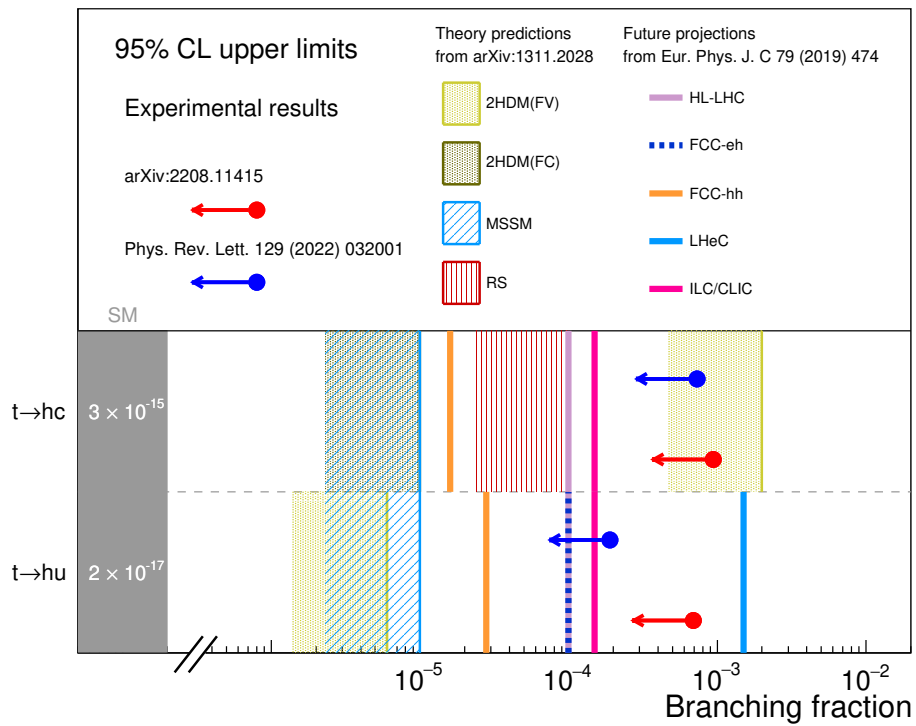 95% CL upper limits
Experimental results
arXiv:2208.11415
Phys. Rev. Lett. 129 (2022) 032001
Theory predictions
from arXiv:1311.2028
2HDM(FV)
2HDM(FC)
MSSM
RS
Future projections
from Eur. Phys. J. C 79 (2019) 474
HL-LHC
FCC-eh
FCC-hh
LHeC
ILC/CLIC
SM
t→hc
3 × 10⁻¹⁵
t→hu
2 × 10⁻¹⁷
10⁻⁵ 10⁻⁴ 10⁻³ 10⁻²
Branching fraction